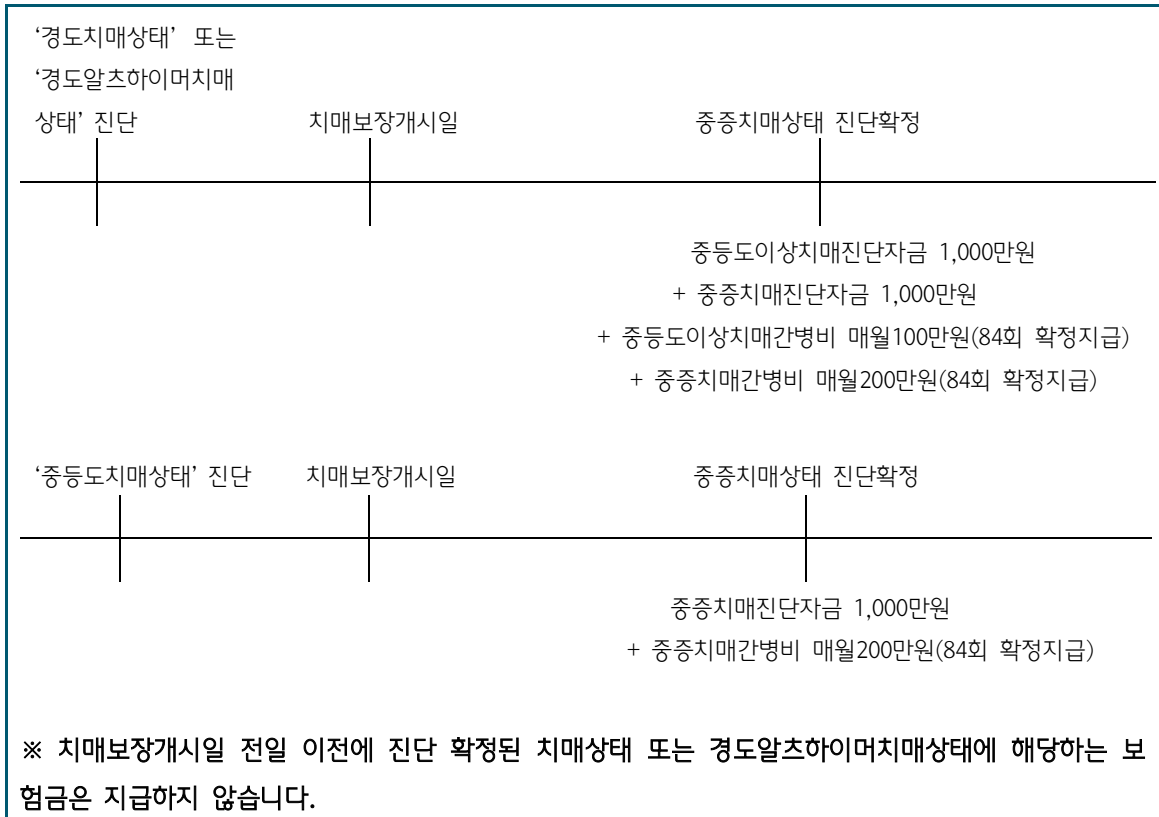 ‘경도치매상태’ 또는
‘경도알츠하이머치매
상태’ 진단 치매보장개시일 중증치매상태 진단확정
중등도이상치매진단자금 1,000만원
+ 중증치매진단자금 1,000만원
+ 중등도이상치매간병비 매월100만원(84회 확정지급)
+ 중증치매간병비 매월200만원(84회 확정지급)
‘중등도치매상태’ 진단 치매보장개시일 중증치매상태 진단확정
중증치매진단자금 1,000만원
+ 중증치매간병비 매월200만원(84회 확정지급)
※ 치매보장개시일 전일 이전에 진단 확정된 치매상태 또는 경도알츠하이머치매상태에 해당하는 보
험금은 지급하지 않습니다.